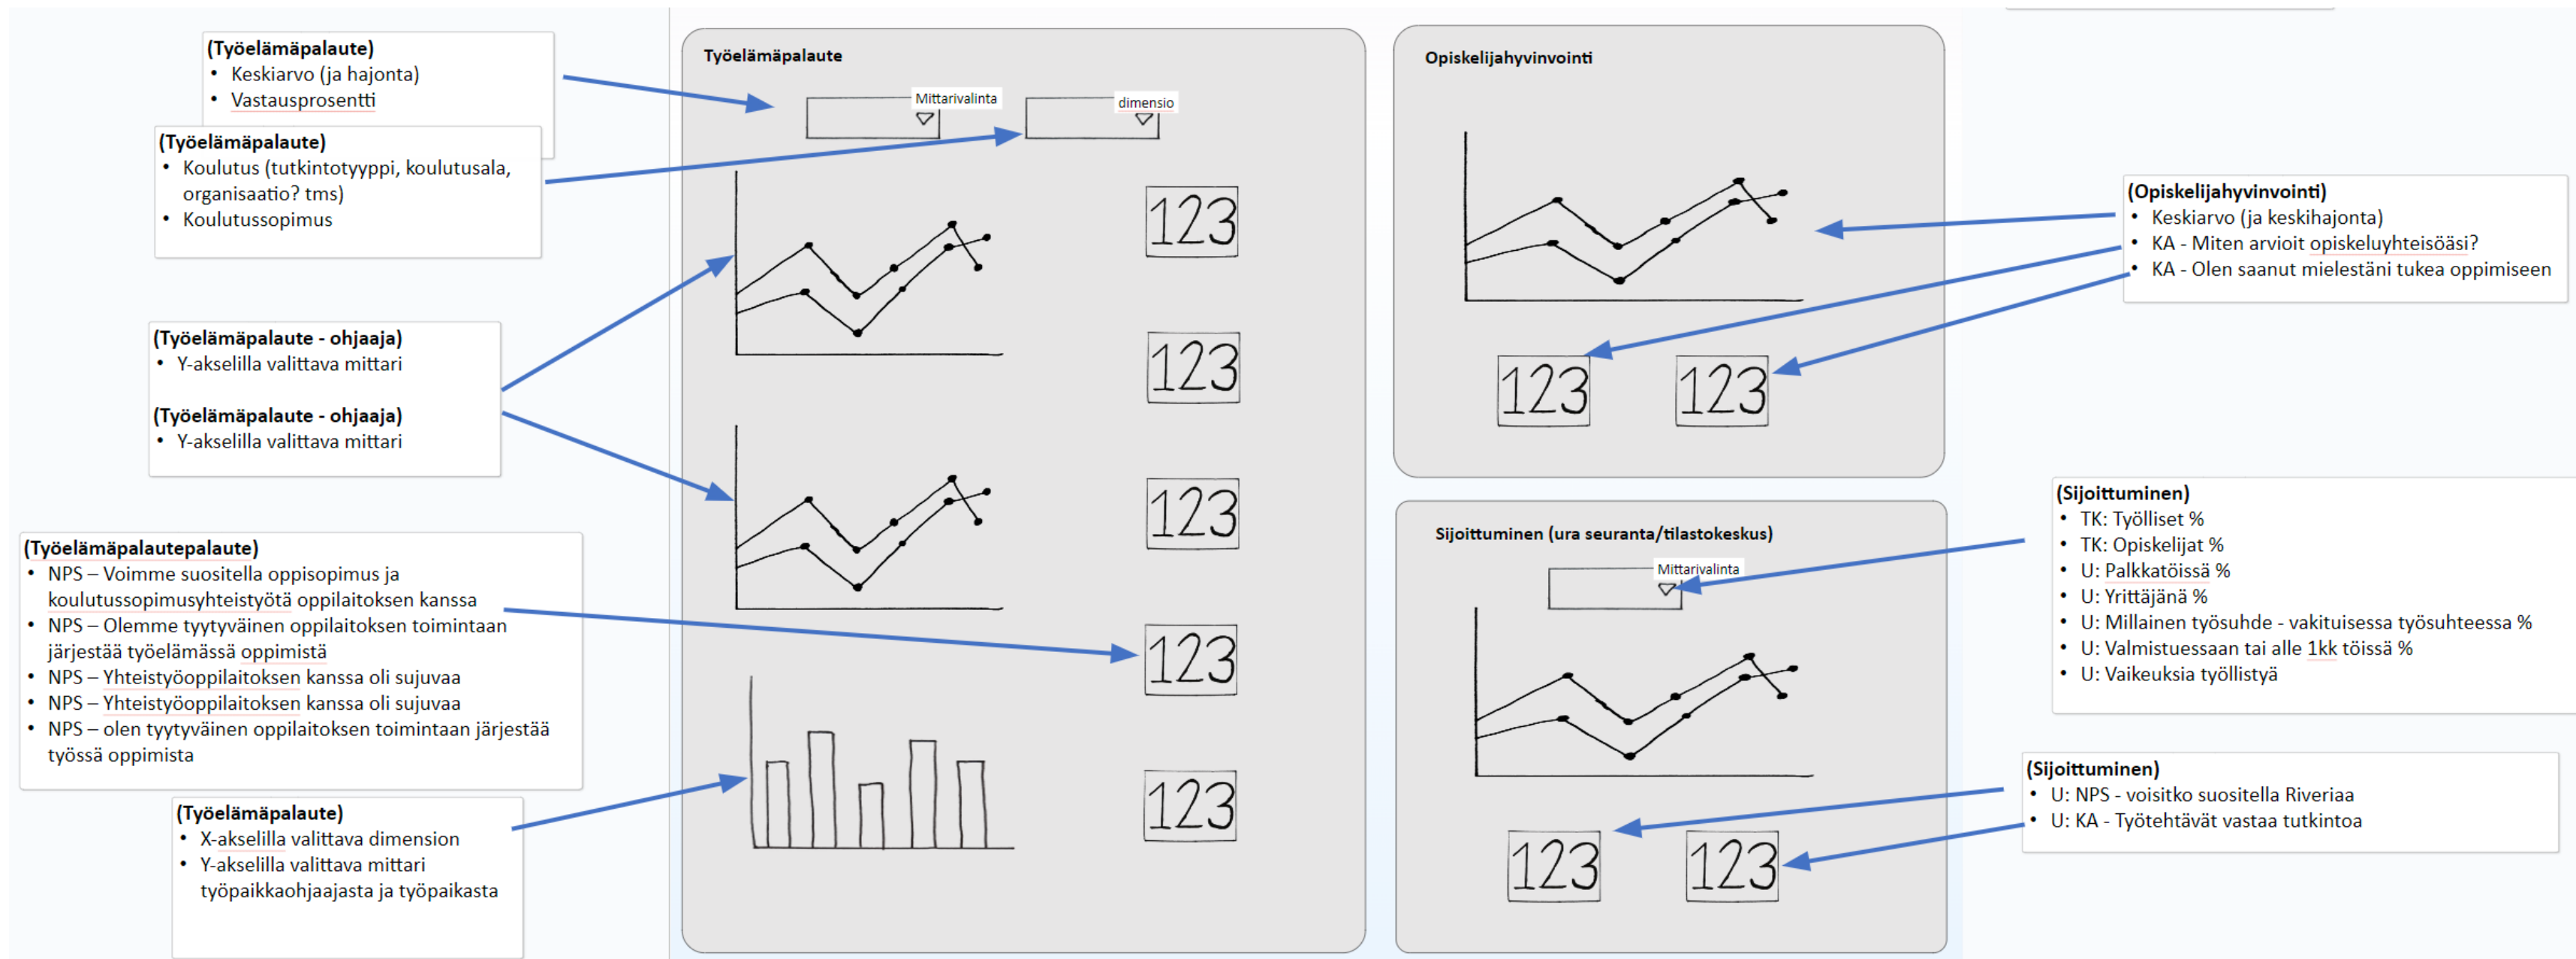 (Työelämäpalaute)
• Keskiarvo (ja hajonta)
• Vastausprosentti
(Työelämäpalaute)
• Koulutus (tutkintotyyppi, koulutusala,
organisaatio? tms)
• Koulutussopimus
(Työelämäpalaute - ohjaaja)
• Y-akselilla valittava mittari
(Työelämäpalaute - ohjaaja)
• Y-akselilla valittava mittari
(Työelämäpalautepalaute)
• NPS – Voimme suositella oppisopimus ja
koulutussopimusyhteistyötä oppilaitoksen kanssa
• NPS – Olemme tyytyväinen oppilaitoksen toimintaan
järjestää työelämässä oppimistä
• NPS – Yhteistyöoppilaitoksen kanssa oli sujuvaa
• NPS – Yhteistyöoppilaitoksen kanssa oli sujuvaa
• NPS – olen tyytyväinen oppilaitoksen toimintaan järjestää
työssä oppimista
(Työelämäpalaute)
• X-akselilla valittava dimension
• Y-akselilla valittava mittari
työpaikkaohjaajasta ja työpaikasta
Työelämäpalaute
Mittarivalinta
dimensio
123
123
123
123
123
Opiskelijahyvinvointi
123
123
Sijoittuminen (ura seuranta/tilastokeskus)
Mittarivalinta
123
123
(Opiskelijahyvinvointi)
• Keskiarvo (ja keskihajonta)
• KA - Miten arvioit opiskeluyhteisöäsi?
• KA - Olen saanut mielestäni tukea oppimiseen
(Sijoittuminen)
• TK: Työlliset %
• TK: Opiskelijat %
• U: Palkkatöissä %
• U: Yrittäjänä %
• U: Millainen työsuhde - vakituisessa työsuhteessa %
• U: Valmistuessaan tai alle 1kk töissä %
• U: Vaikeuksia työllistyä
(Sijoittuminen)
• U: NPS - voisitko suositella Riveriaa
• U: KA - Työtehtävät vastaa tutkintoa